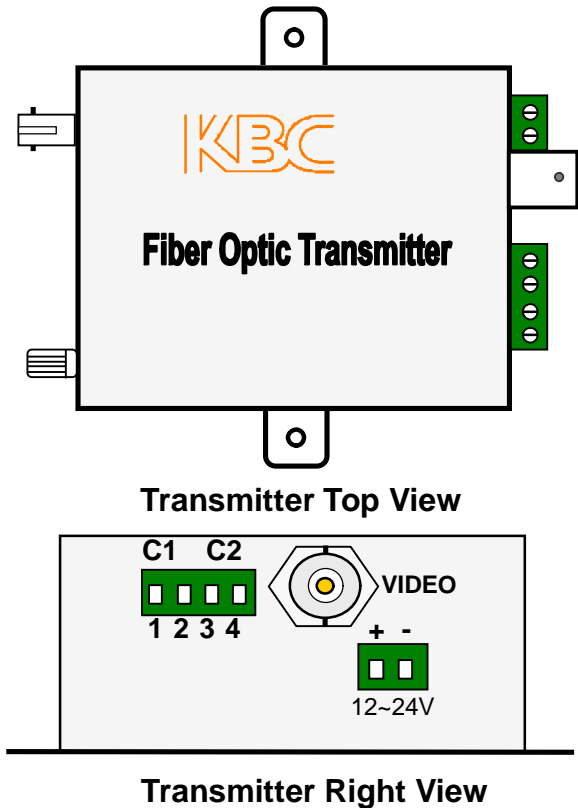 KBC
Fiber Optic Transmitter
Transmitter Top View
C1 C2
VIDEO
1 2 3 4
+ -
12~24V
Transmitter Right View